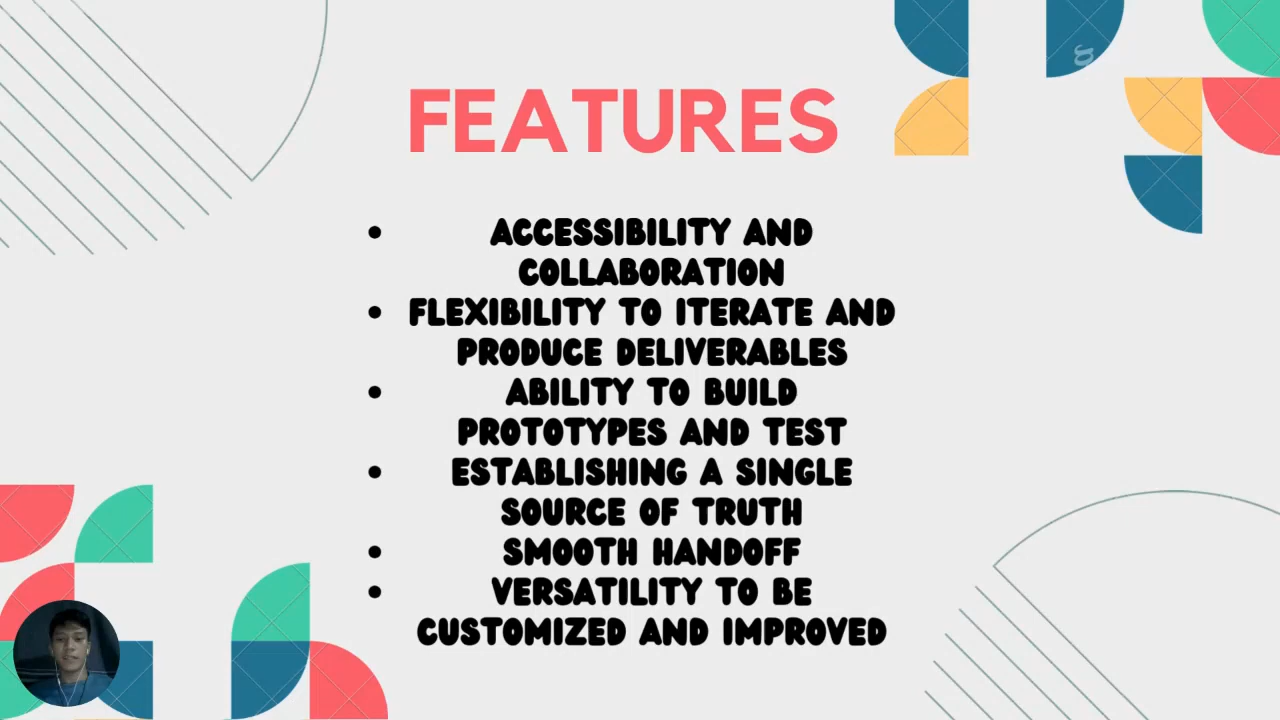 FEATURES
• ACCESSIBILITY AND
COLLABORATION
• FLEXIBILITY TO ITERATE AND
PRODUCE DELIVERABLES
• ABILITY TO BUILD
PROTOTYPES AND TEST
• ESTABLISHING A SINGLE
SOURCE OF TRUTH
• SMOOTH HANDOFF
• VERSATILITY TO BE
CUSTOMIZED AND IMPROVED